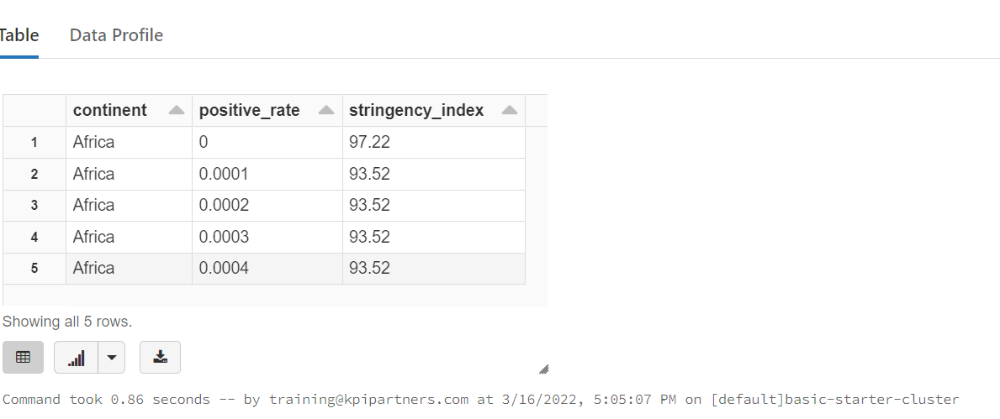 Table Data Profile
continent positive_rate stringency_index
1 Africa 0 97.22
2 Africa 0.0001 93.52
3 Africa 0.0002 93.52
4 Africa 0.0003 93.52
5 Africa 0.0004 93.52
Showing all 5 rows.
Command took 0.86 seconds -- by training@kpipartners.com at 3/16/2022, 5:05:07 PM on [default]basic-starter-cluster